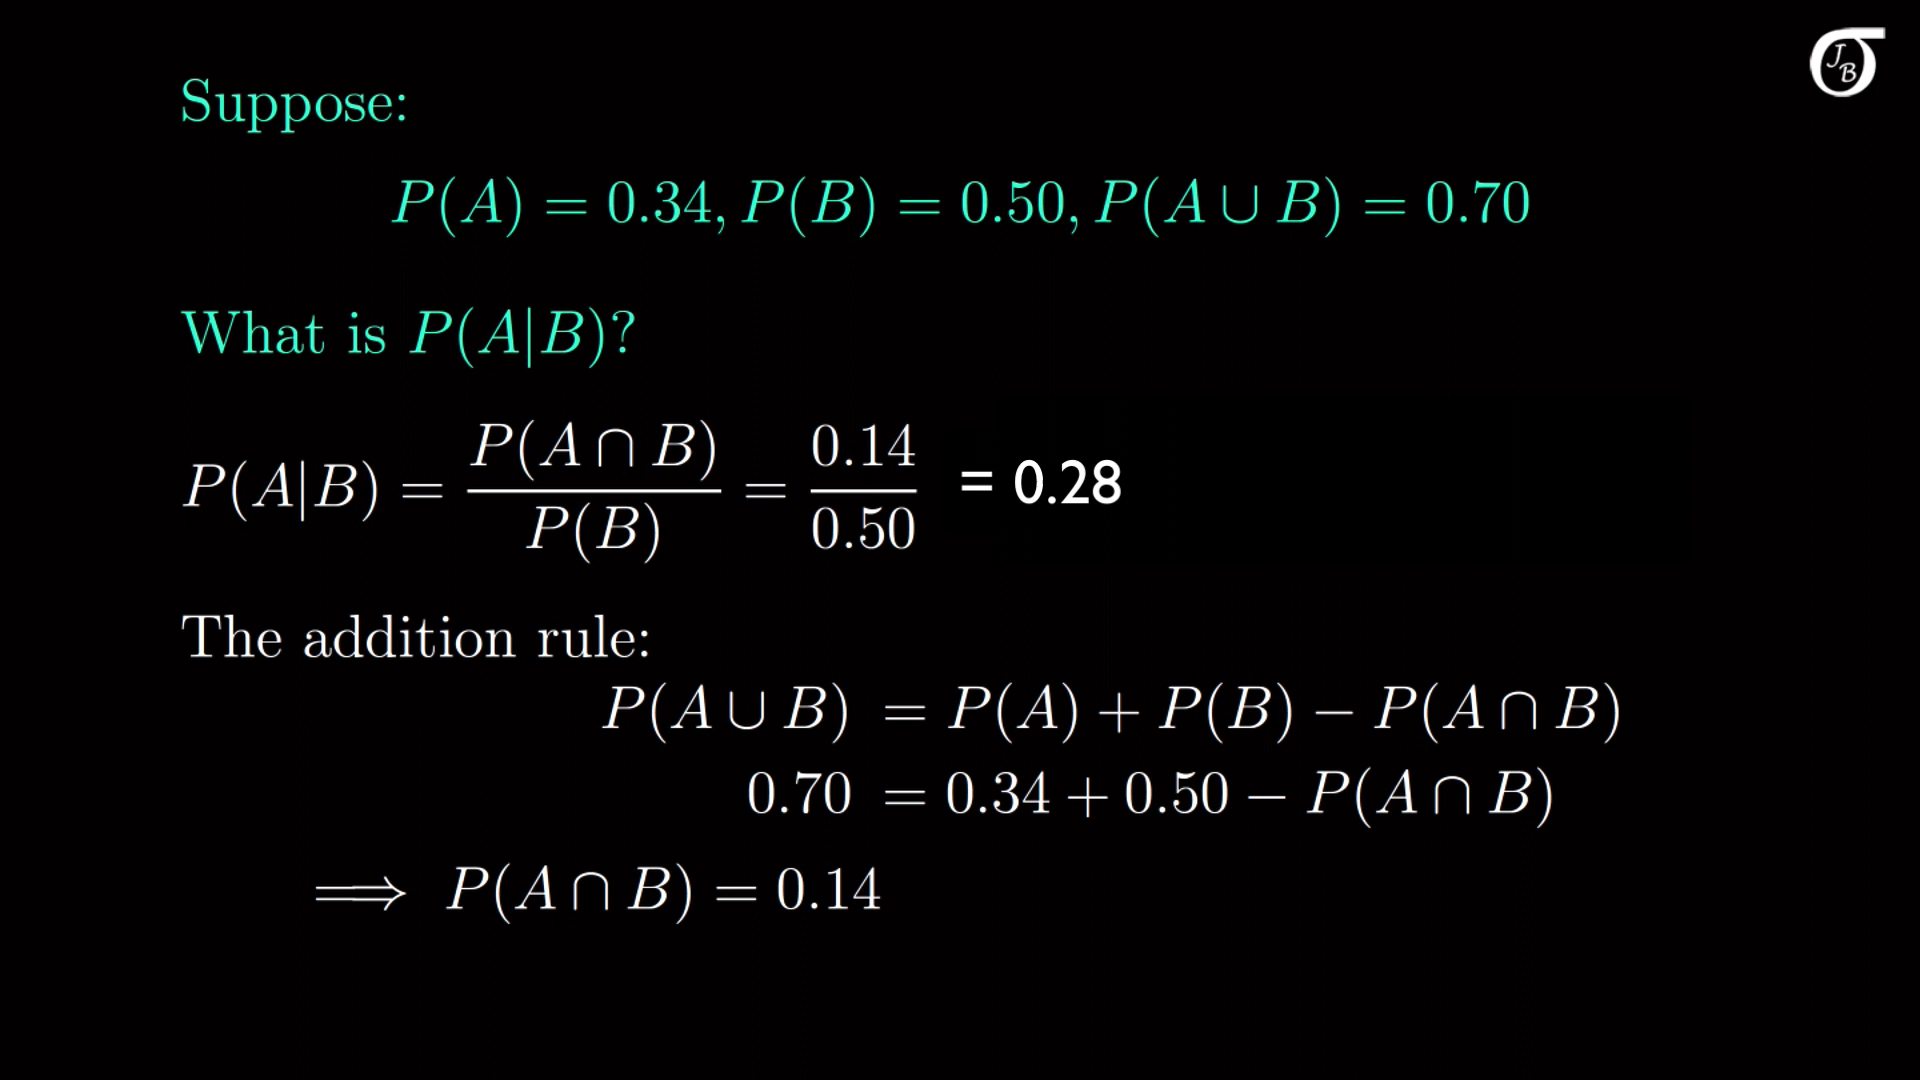 JB
Suppose:
P(A) = 0.34, P(B) = 0.50, P(A ∪ B) = 0.70
What is P(A|B)?
P(A|B) = P(A ∩ B) / P(B) = 0.14 / 0.50 = 0.28
The addition rule:
P(A ∪ B) = P(A) + P(B) − P(A ∩ B)
0.70 = 0.34 + 0.50 − P(A ∩ B)
⟹ P(A ∩ B) = 0.14